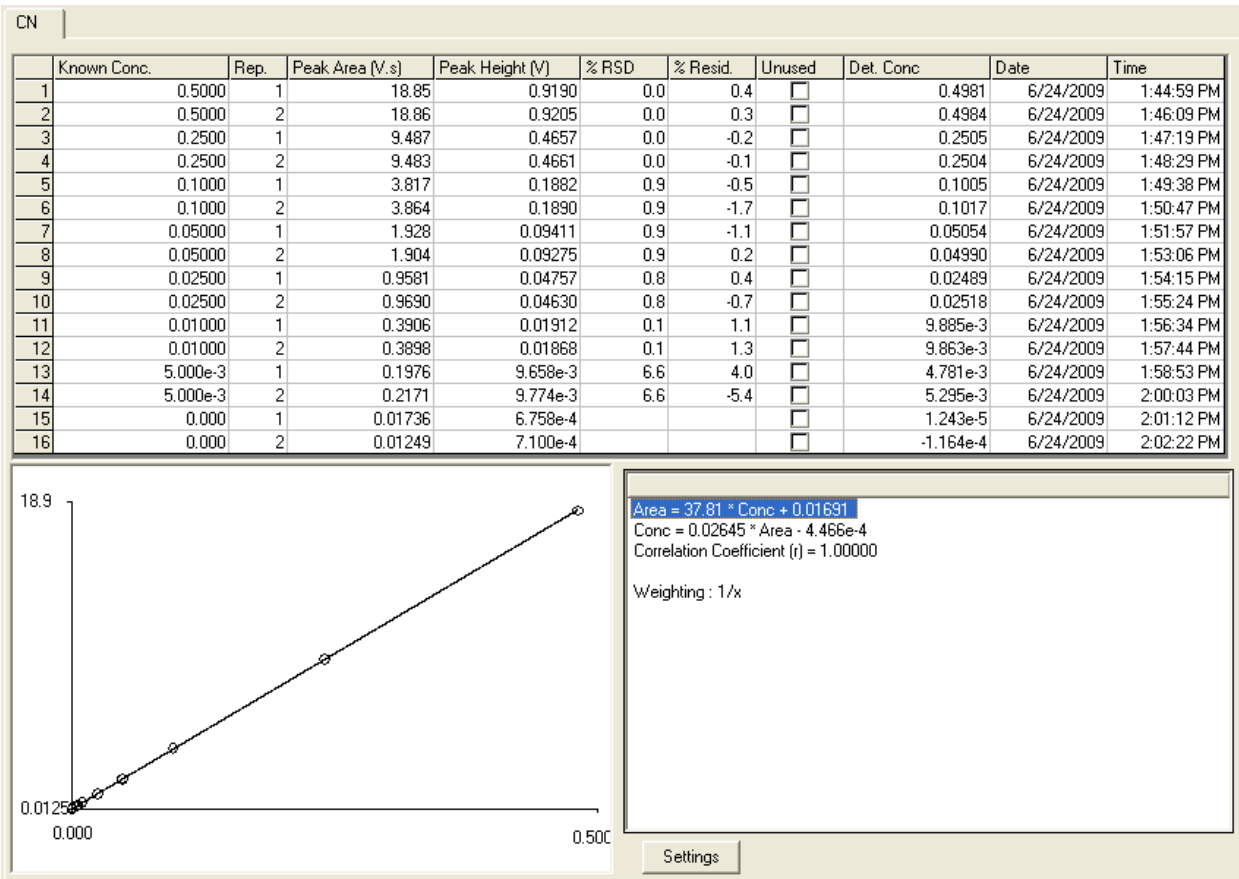 CN
Known Conc. Rep. Peak Area (V.s) Peak Height (V) % RSD % Resid. Unused Det. Conc Date Time
1 0.5000 1 18.85 0.9190 0.0 0.4 0.4981 6/24/2009 1:44:59 PM
2 0.5000 2 18.86 0.9205 0.0 0.3 0.4984 6/24/2009 1:46:09 PM
3 0.2500 1 9.487 0.4657 0.0 -0.2 0.2505 6/24/2009 1:47:19 PM
4 0.2500 2 9.483 0.4661 0.0 -0.1 0.2504 6/24/2009 1:48:29 PM
5 0.1000 1 3.817 0.1882 0.9 -0.5 0.1005 6/24/2009 1:49:38 PM
6 0.1000 2 3.864 0.1890 0.9 -1.7 0.1017 6/24/2009 1:50:47 PM
7 0.05000 1 1.928 0.09411 0.9 -1.1 0.05054 6/24/2009 1:51:57 PM
8 0.05000 2 1.904 0.09275 0.9 0.2 0.04990 6/24/2009 1:53:06 PM
9 0.02500 1 0.9581 0.04757 0.8 0.4 0.02489 6/24/2009 1:54:15 PM
10 0.02500 2 0.9690 0.04630 0.8 -0.7 0.02518 6/24/2009 1:55:24 PM
11 0.01000 1 0.3906 0.01912 0.1 1.1 9.885e-3 6/24/2009 1:56:34 PM
12 0.01000 2 0.3898 0.01868 0.1 1.3 9.863e-3 6/24/2009 1:57:44 PM
13 5.000e-3 1 0.1976 9.658e-3 6.6 4.0 4.781e-3 6/24/2009 1:58:53 PM
14 5.000e-3 2 0.2171 9.774e-3 6.6 -5.4 5.295e-3 6/24/2009 2:00:03 PM
15 0.000 1 0.01736 6.758e-4 1.243e-5 6/24/2009 2:01:12 PM
16 0.000 2 0.01249 7.100e-4 -1.164e-4 6/24/2009 2:02:22 PM
18.9
0.0125
0.000 0.500
Area = 37.81 * Conc + 0.01691
Conc = 0.02645 * Area - 4.466e-4
Correlation Coefficient (r) = 1.00000
Weighting : 1/x
Settings